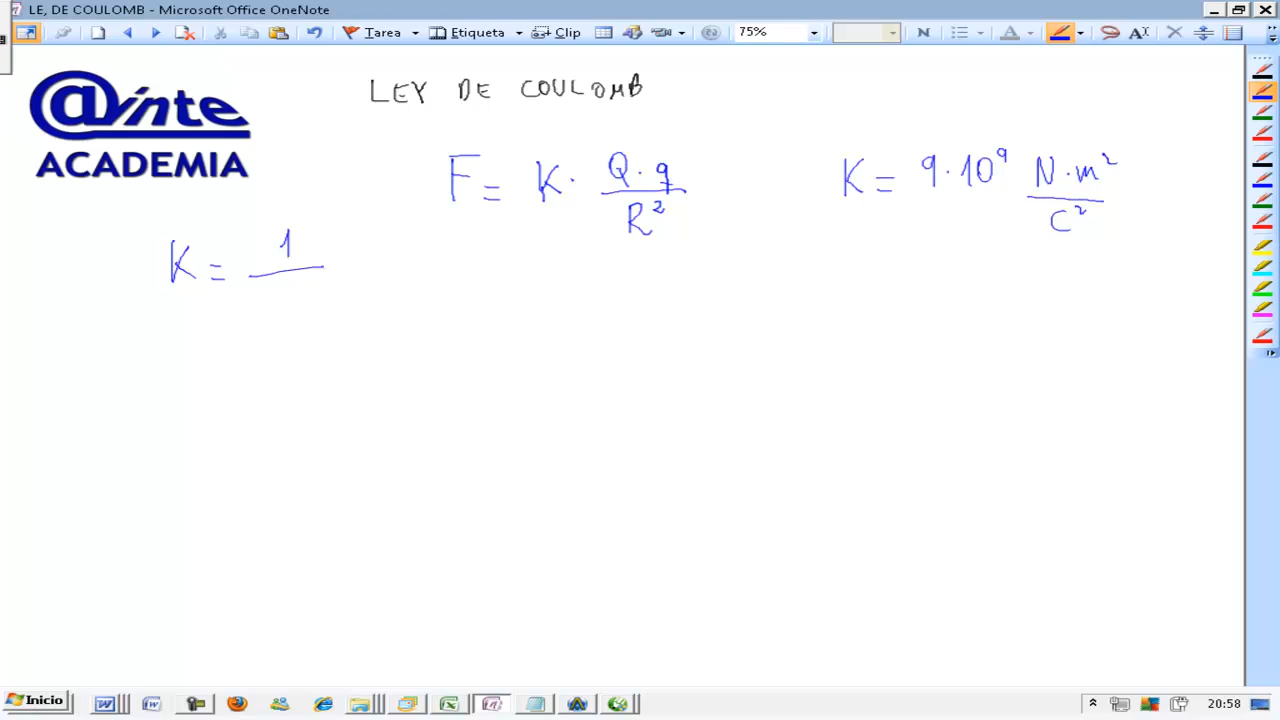 LE, DE COULOMB - Microsoft Office OneNote
Tarea Etiqueta Clip 75% N A A
@inte
ACADEMIA
LEY DE COULOMB
F = K · Q · q / R²
K = 9 · 10⁹ N · m² / C²
K = 1 /
Inicio
20:58